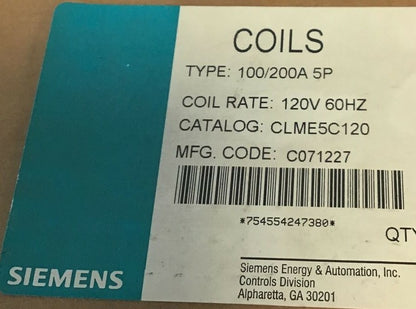 COILS
TYPE: 100/200A 5P
COIL RATE: 120V 60HZ
CATALOG: CLME5C120
MFG. CODE: C071227
*754554247380*
QTY
SIEMENS
Siemens Energy & Automation, Inc.
Controls Division
Alpharetta, GA 30201